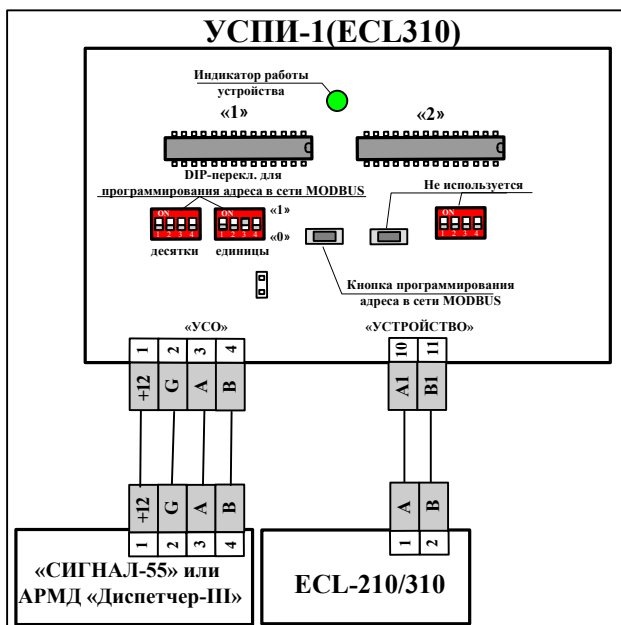 УСПИ-1(ECL310)
Индикатор работы
устройства
«1»
«2»
DIP-перекл. для
программирования адреса в сети MODBUS
Не используется
ON
1 2 3 4
ON
1 2 3 4
«1»
«0»
ON
1 2 3 4
десятки
единицы
Кнопка программирования
адреса в сети MODBUS
«УСО»
«УСТРОЙСТВО»
1
2
3
4
10
11
+12
G
A
B
A1
B1
+12
G
A
B
A
B
1
2
3
4
1
2
«СИГНАЛ-55» или
АРМД «Диспетчер-III»
ECL-210/310